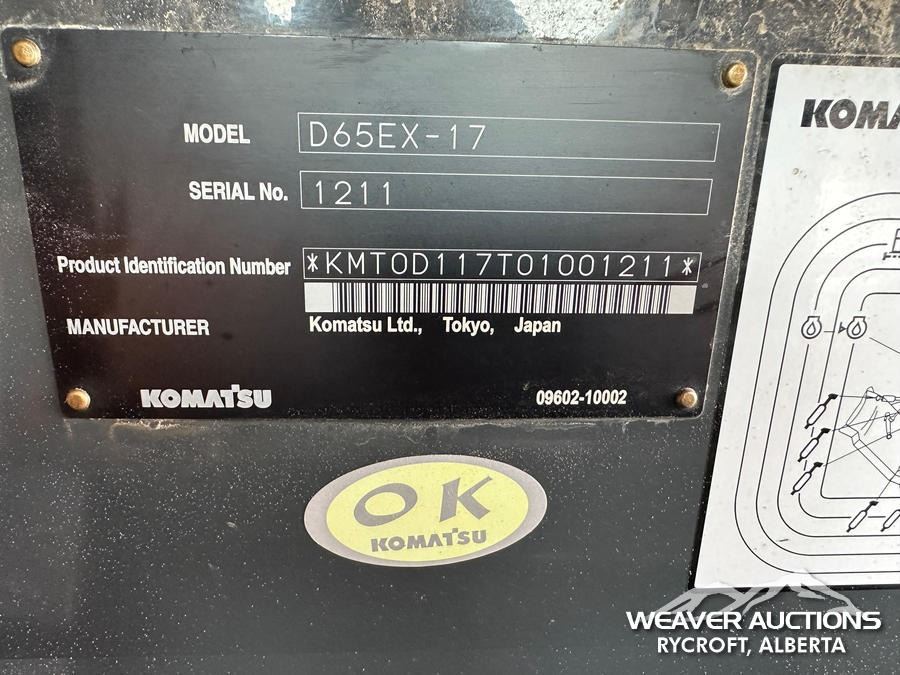 MODEL D65EX-17
SERIAL No. 1211
Product Identification Number *KMT0D117T01001211*
MANUFACTURER Komatsu Ltd., Tokyo, Japan
KOMATSU 09602-10002
OK
KOMATSU
WEAVER AUCTIONS
RYCROFT, ALBERTA